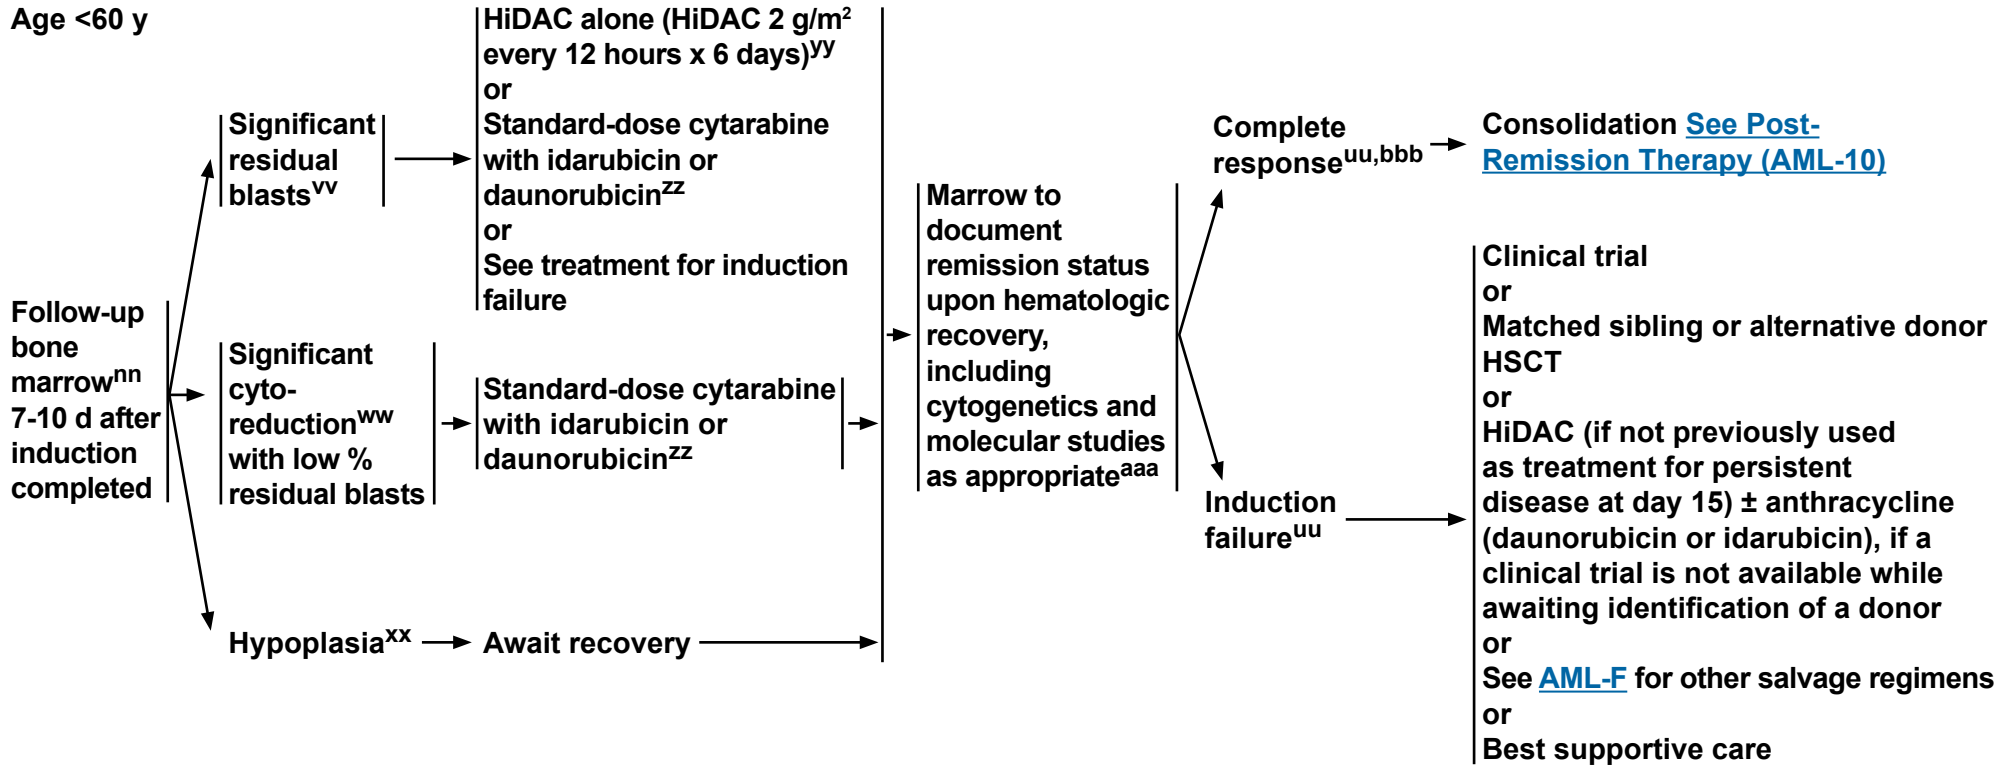 Age <60 y
Follow-up
bone
marrownn
7-10 d after
induction
completed
Significant
residual
blastsvv
HiDAC alone (HiDAC 2 g/m2
every 12 hours x 6 days)yy
or
Standard-dose cytarabine
with idarubicin or
daunorubicinzz
or
See treatment for induction
failure
Significant
cyto-
reductionww
with low %
residual blasts
Standard-dose cytarabine
with idarubicin or
daunorubicinzz
Hypoplasiaxx
Await recovery
Marrow to
document
remission status
upon hematologic
recovery,
including
cytogenetics and
molecular studies
as appropriateaaa
Complete
responseuu,bbb
Consolidation See Post-
Remission Therapy (AML-10)
Induction
failureuu
Clinical trial
or
Matched sibling or alternative donor
HSCT
or
HiDAC (if not previously used
as treatment for persistent
disease at day 15) ± anthracycline
(daunorubicin or idarubicin), if a
clinical trial is not available while
awaiting identification of a donor
or
See AML-F for other salvage regimens
or
Best supportive care